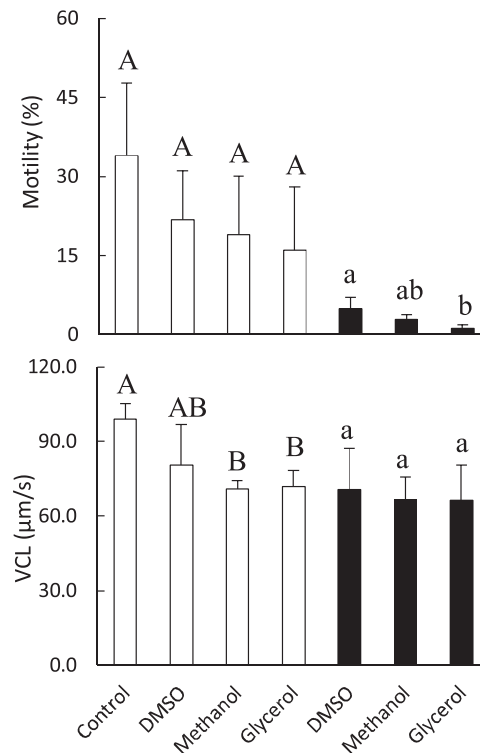 60
45
30
15
0
Motility (%)
A
A
A
A
a
ab
b
120.0
90.0
60.0
30.0
0.0
VCL (µm/s)
A
AB
B
B
a
a
a
Control
DMSO
Methanol
Glycerol
DMSO
Methanol
Glycerol